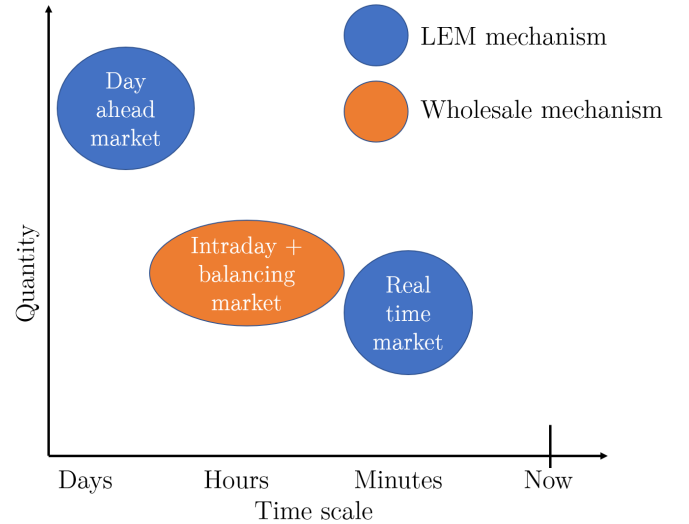 Day
ahead
market
LEM mechanism
Wholesale mechanism
Quantity
Intraday +
balancing
market
Real
time
market
Days
Hours
Minutes
Now
Time scale